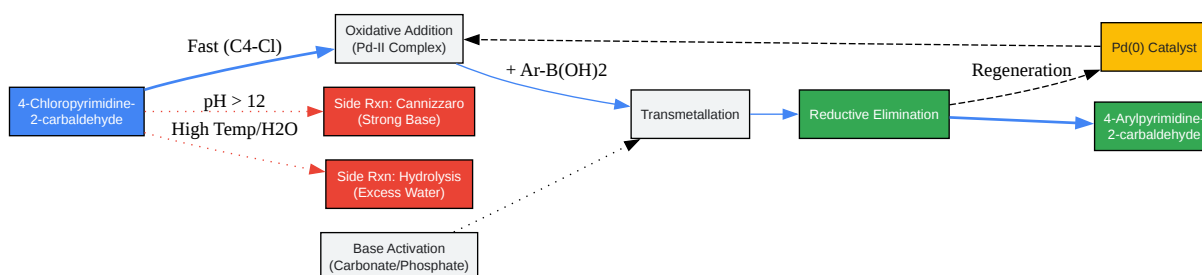 4-Chloropyrimidine-
2-carbaldehyde
Fast (C4-Cl)
pH > 12
High Temp/H2O
Oxidative Addition
(Pd-II Complex)
Side Rxn: Cannizzaro
(Strong Base)
Side Rxn: Hydrolysis
(Excess Water)
Base Activation
(Carbonate/Phosphate)
+ Ar-B(OH)2
Transmetallation
Reductive Elimination
Regeneration
Pd(0) Catalyst
4-Arylpyrimidine-
2-carbaldehyde